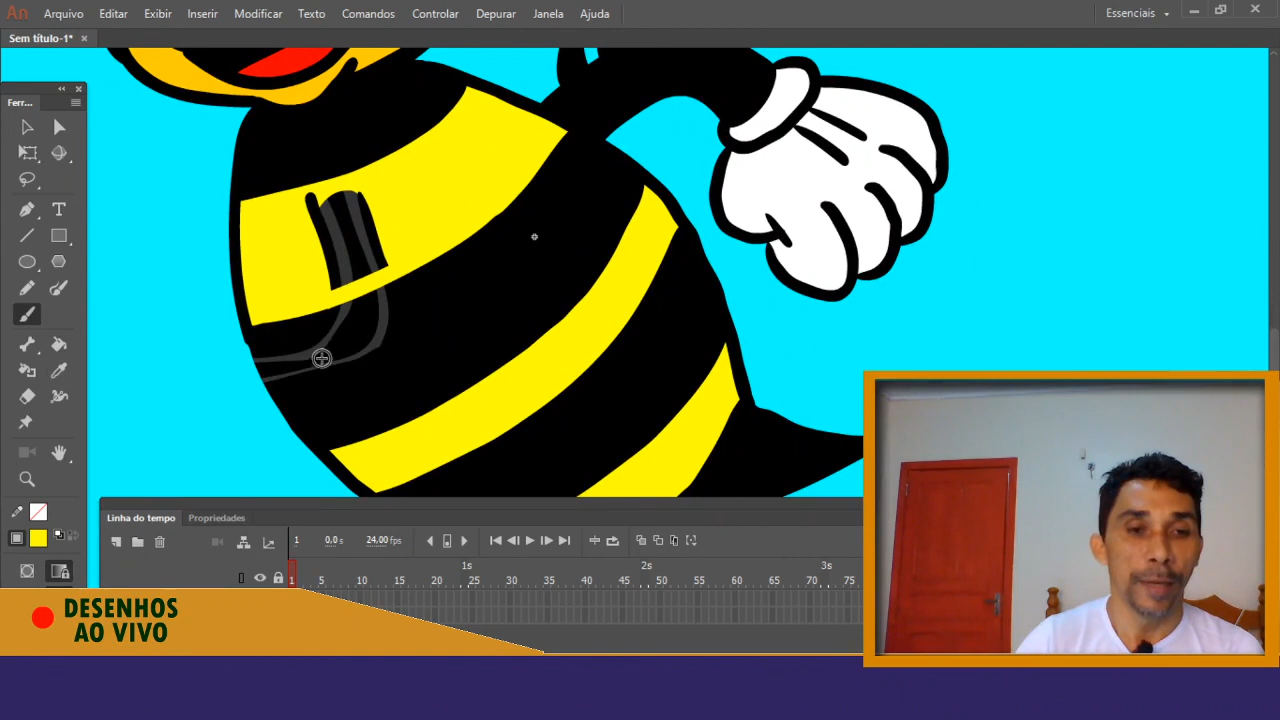 An Arquivo Editar Exibir Inserir Modificar Texto Comandos Controlar Depurar Janela Ajuda Essenciais
Sem título-1* ×
Ferr...
T
Linha do tempo Propriedades
1 0,0 s 24,00 fps
1s 2s 3s
1 5 10 15 20 25 30 35 40 45 50 55 60 65 70 75
DESENHOS
AO VIVO